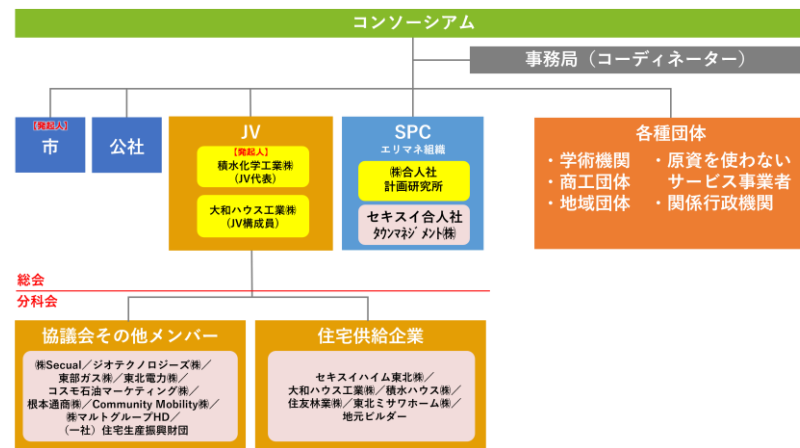 コンソーシアム
事務局（コーディネーター）
【発起人】
市
公社
JV
【発起人】
積水化学工業㈱
(JV代表)
大和ハウス工業㈱
(JV構成員)
SPC
エリマネ組織
㈱合人社
計画研究所
セキスイ合人社
ﾀｳﾝﾏﾈｼﾞﾒﾝﾄ㈱
各種団体
・学術機関
・商工団体
・地域団体
・原資を使わない
サービス事業者
・関係行政機関
総会
分科会
協議会その他メンバー
㈱Secual／ジオテクノロジーズ㈱／
東部ガス㈱／東北電力㈱／
コスモ石油マーケティング㈱／
根本通商㈱／Community Mobility㈱／
㈱マルトグループHD／
（一社）住宅生産振興財団
住宅供給企業
セキスイハイム東北㈱／
大和ハウス工業㈱／積水ハウス㈱／
住友林業㈱／東北ミサワホーム㈱／
地元ビルダー